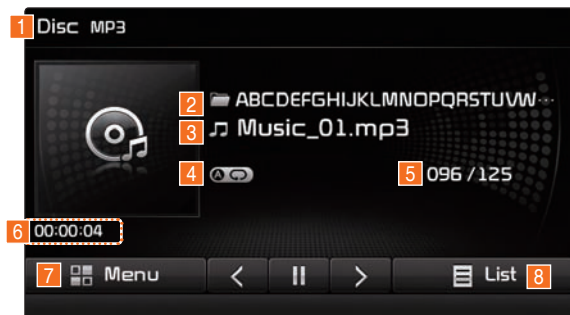 1 Disc MP3
2 ABCDEFGHIJKLMNOPQRSTUVW...
3 Music_01.mp3
4 A 5 096 /125
6 00:00:04
7 Menu List 8